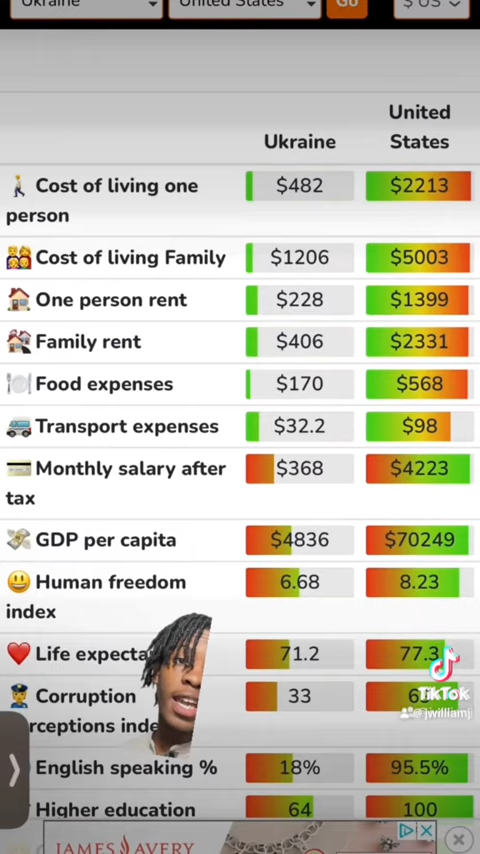 Ukraine United States Go $ US
Ukraine United States
Cost of living one person $482 $2213
Cost of living Family $1206 $5003
One person rent $228 $1399
Family rent $406 $2331
Food expenses $170 $568
Transport expenses $32.2 $98
Monthly salary after tax $368 $4223
GDP per capita $4836 $70249
Human freedom index 6.68 8.23
Life expecta 71.2 77.3
Corruption 33 6
rceptions inde
TikTok
@jwilliamji
English speaking % 18% 95.5%
Higher education 64 100
JAMES AVERY